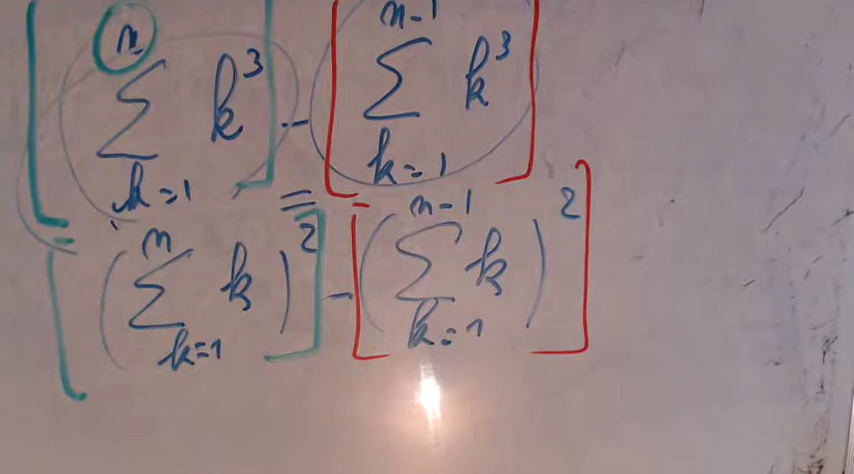 [∑_{k=1}^{n} k³] - [∑_{k=1}^{n-1} k³]
=
= [(∑_{k=1}^{n} k)²] - = [(∑_{k=1}^{n-1} k)²]